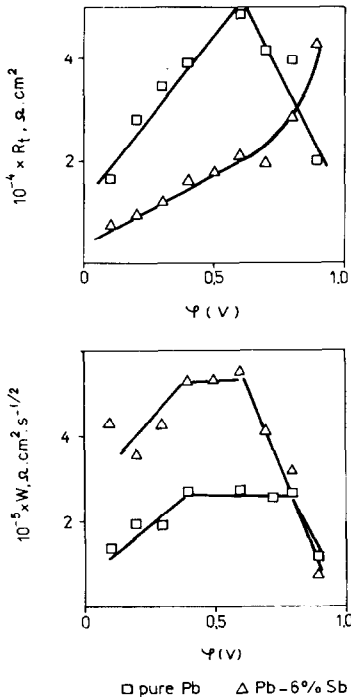 10⁻⁴ × Rₜ, Ω.cm²
4
2
0,5
1,0
φ (V)
10⁻⁵ × W, Ω.cm² s⁻¹/²
4
2
0
0,5
1,0
φ (V)
□ pure Pb △ Pb-6% Sb